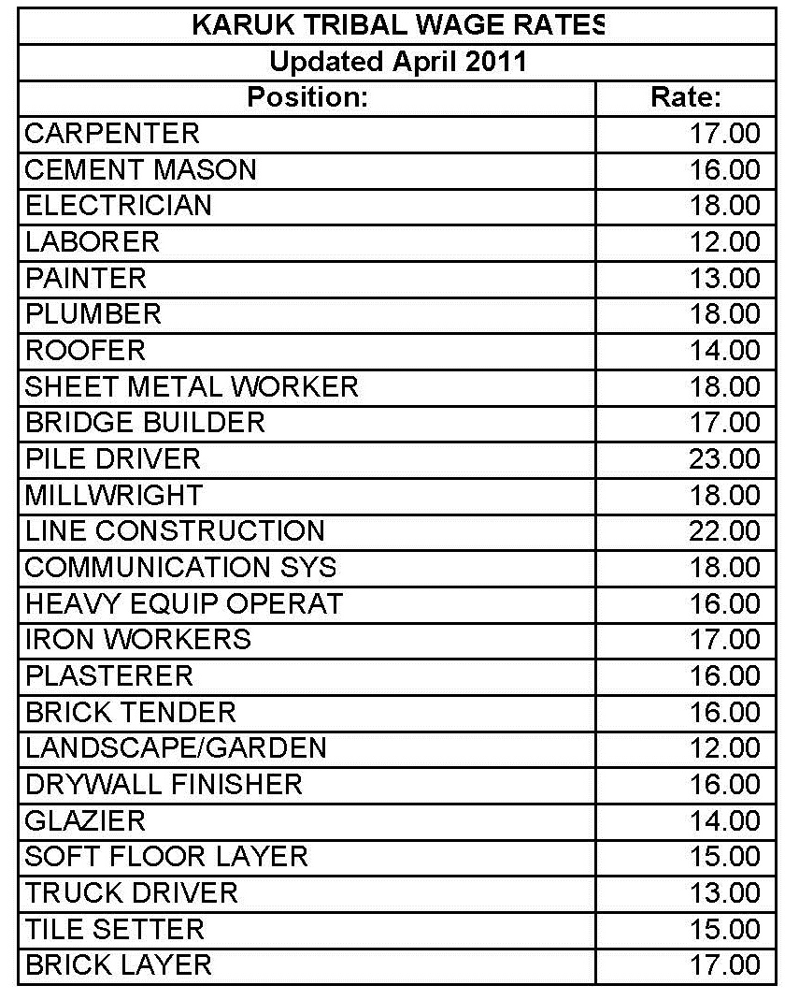 KARUK TRIBAL WAGE RATES
Updated April 2011
Position: Rate:
CARPENTER 17.00
CEMENT MASON 16.00
ELECTRICIAN 18.00
LABORER 12.00
PAINTER 13.00
PLUMBER 18.00
ROOFER 14.00
SHEET METAL WORKER 18.00
BRIDGE BUILDER 17.00
PILE DRIVER 23.00
MILLWRIGHT 18.00
LINE CONSTRUCTION 22.00
COMMUNICATION SYS 18.00
HEAVY EQUIP OPERAT 16.00
IRON WORKERS 17.00
PLASTERER 16.00
BRICK TENDER 16.00
LANDSCAPE/GARDEN 12.00
DRYWALL FINISHER 16.00
GLAZIER 14.00
SOFT FLOOR LAYER 15.00
TRUCK DRIVER 13.00
TILE SETTER 15.00
BRICK LAYER 17.00